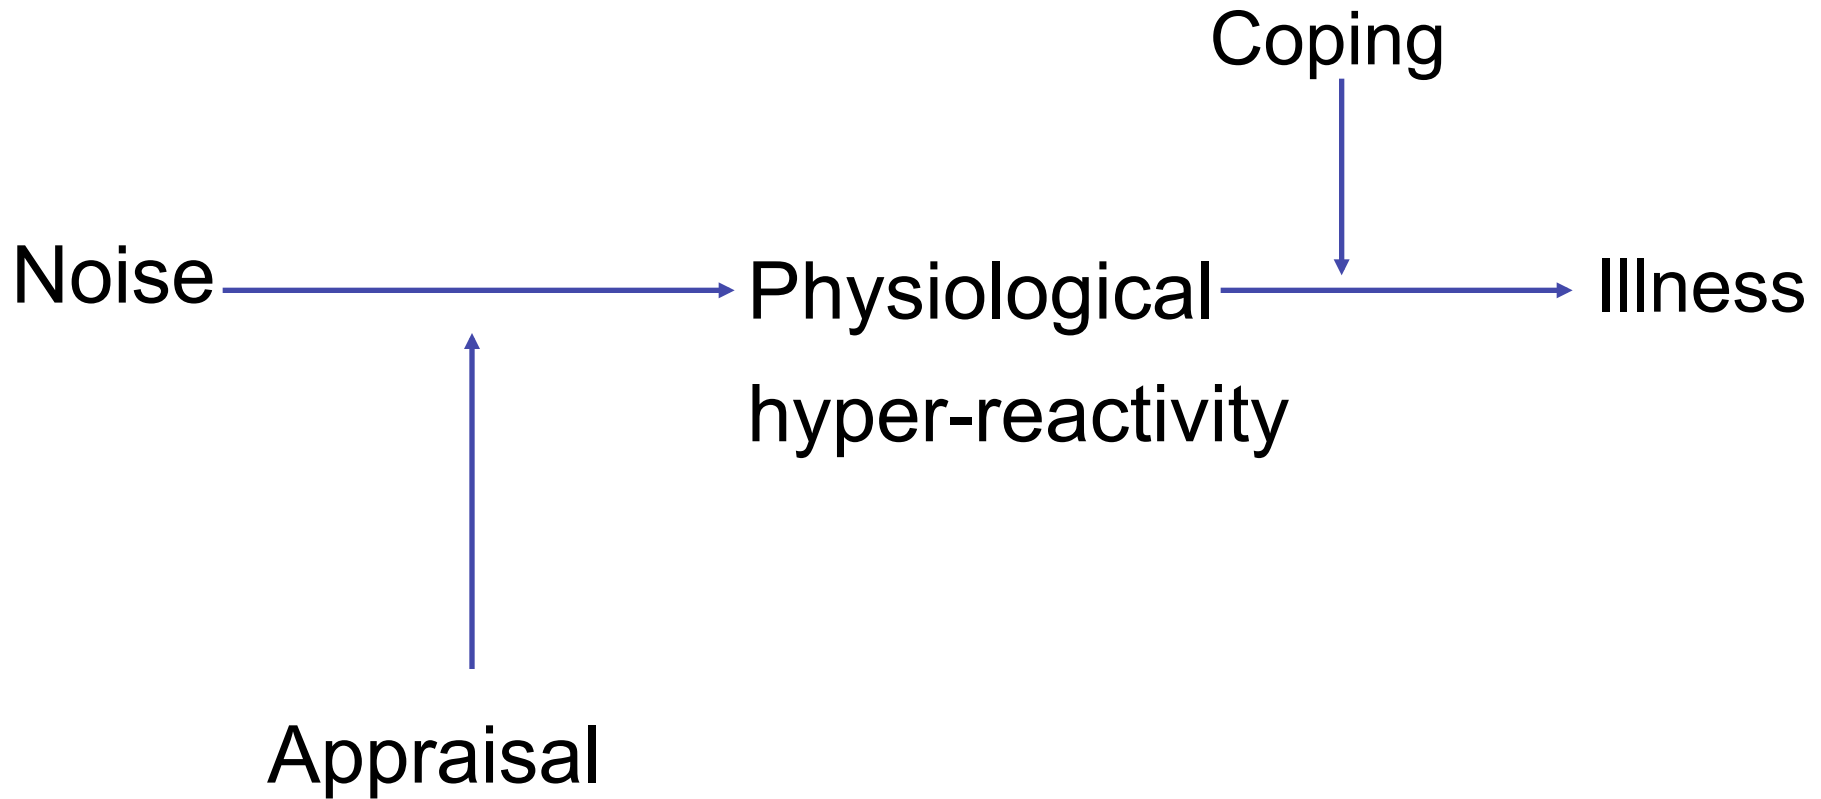 Coping
Noise
Physiological
hyper-reactivity
Illness
Appraisal